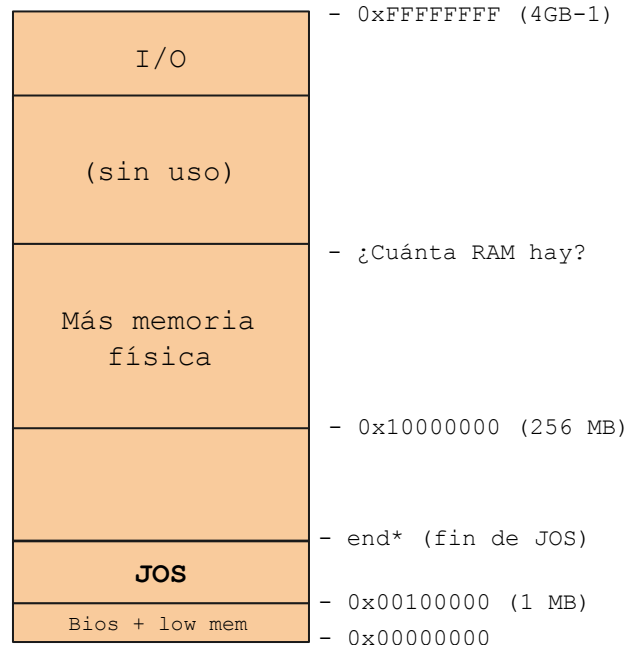 - 0xFFFFFFFF (4GB-1)
I/O
(sin uso)
- ¿Cuánta RAM hay?
Más memoria
física
- 0x10000000 (256 MB)
- end* (fin de JOS)
JOS
- 0x00100000 (1 MB)
Bios + low mem
- 0x00000000